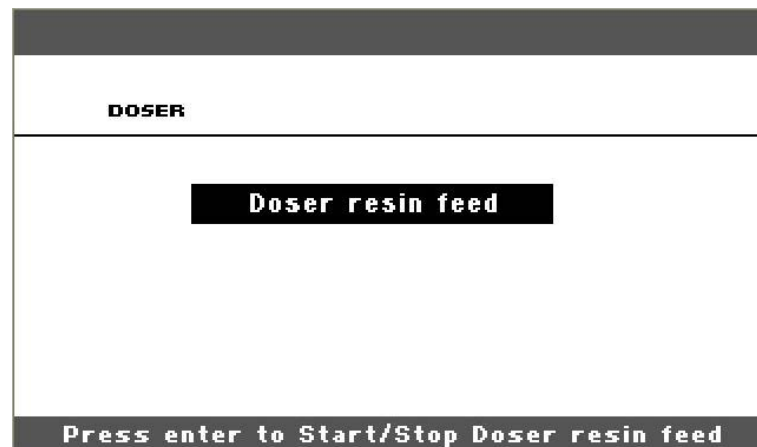 DOSER
Doser resin feed
Press enter to Start/Stop Doser resin feed